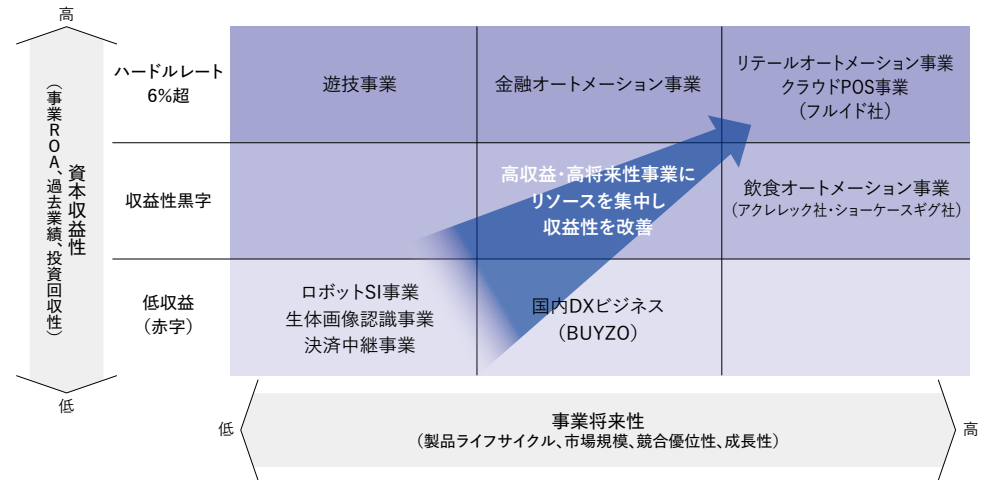 高
資本収益性
（事業ROA、過去業績、投資回収性）
低
ハードルレート
6%超
遊技事業
金融オートメーション事業
リテールオートメーション事業
クラウドPOS事業
（フルイド社）
収益性黒字
高収益・高将来性事業に
リソースを集中し
収益性を改善
飲食オートメーション事業
（アクレレック社・ショーケースギグ社）
低収益
（赤字）
ロボットSI事業
生体画像認識事業
決済中継事業
国内DXビジネス
（BUYZO）
低
事業将来性
（製品ライフサイクル、市場規模、競合優位性、成長性）
高